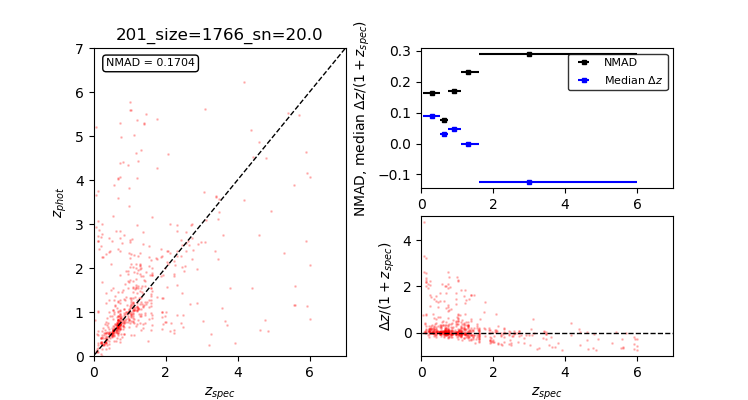 201_size=1766_sn=20.0
NMAD = 0.1704
7
6
5
4
3
2
1
0
z_phot
0 2 4 6
z_spec
NMAD, median Δz/(1 + z_spec)
0.3
0.2
0.1
0.0
−0.1
NMAD
Median Δz
0 2 4 6
Δz/(1 + z_spec)
4
2
0
0 2 4 6
z_spec